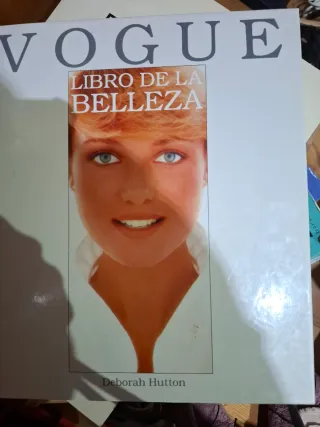 VOGUE
LIBRO DE LA
BELLEZA
Deborah Hutton